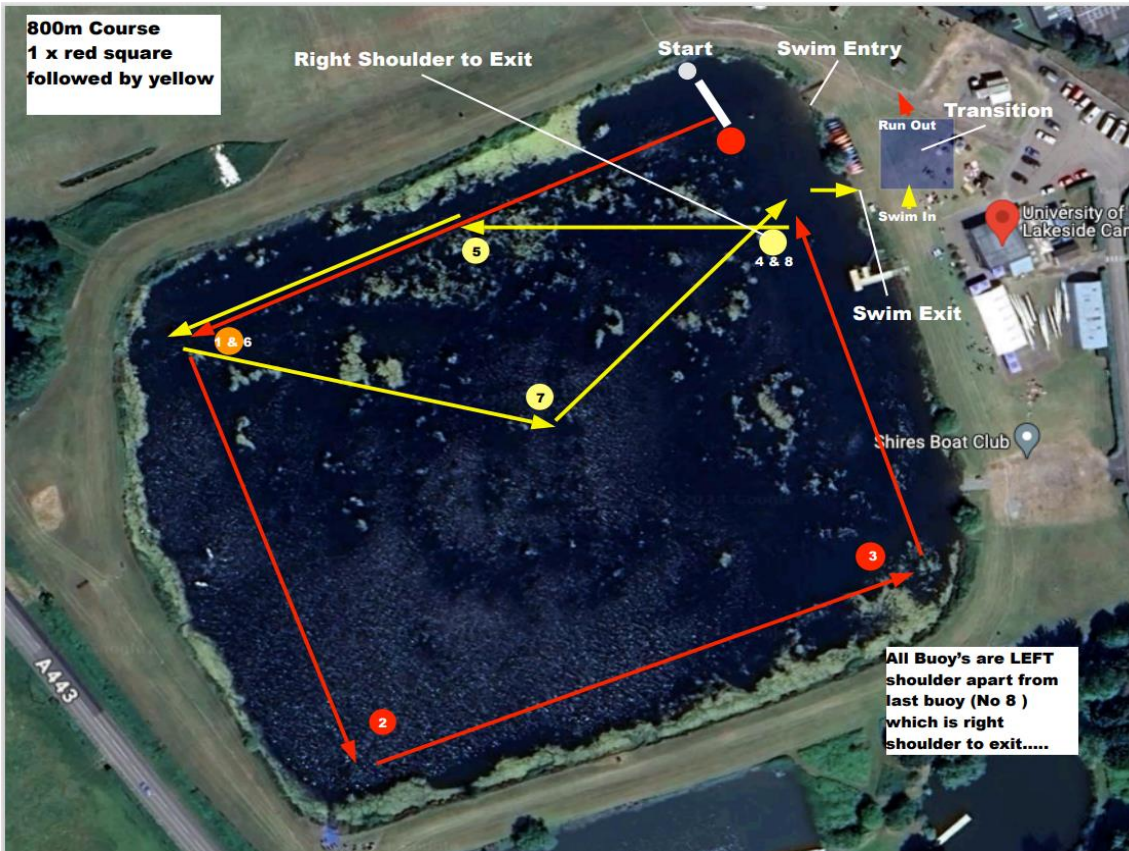 800m Course
1 x red square
followed by yellow
Start
Swim Entry
Right Shoulder to Exit
Transition
Run Out
University of
Lakeside Cam
Swim In
5
4 & 8
1 & 6
Swim Exit
7
Shires Boat Club
3
A443
All Buoy's are LEFT
shoulder apart from
last buoy (No 8 )
which is right
shoulder to exit.....
2